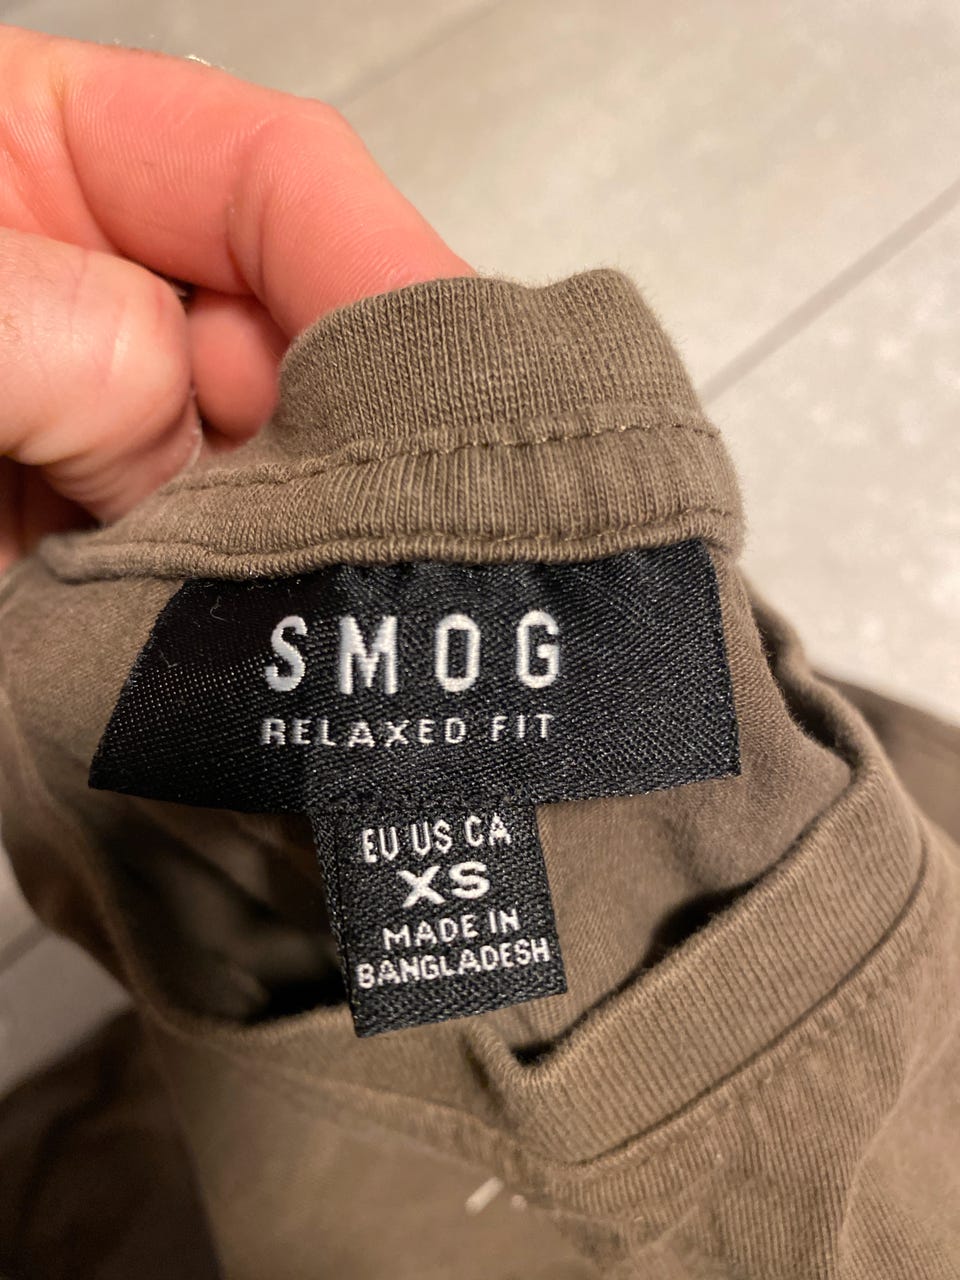 SMOG
RELAXED FIT
EU US CA
XS
MADE IN
BANGLADESH